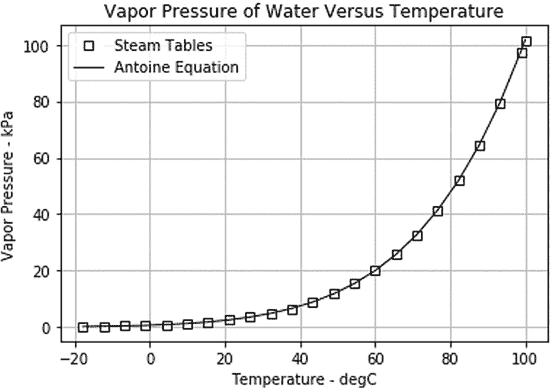 Vapor Pressure of Water Versus Temperature
Steam Tables
Antoine Equation
Vapor Pressure - kPa
100
80
60
40
20
0
−20 0 20 40 60 80 100
Temperature - degC